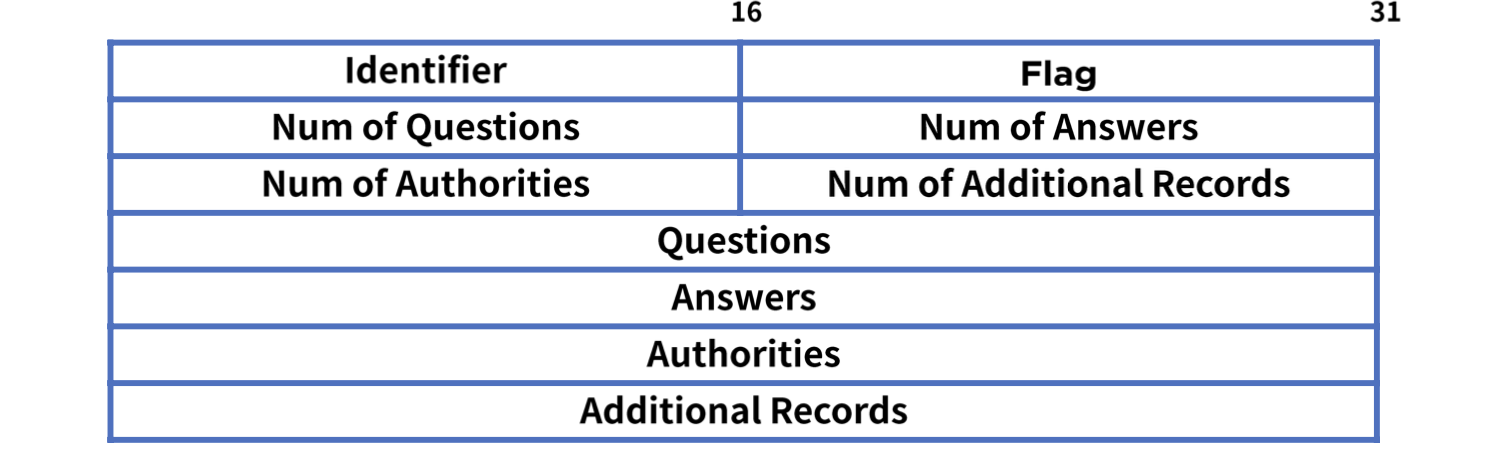 16 31
Identifier Flag
Num of Questions Num of Answers
Num of Authorities Num of Additional Records
Questions
Answers
Authorities
Additional Records